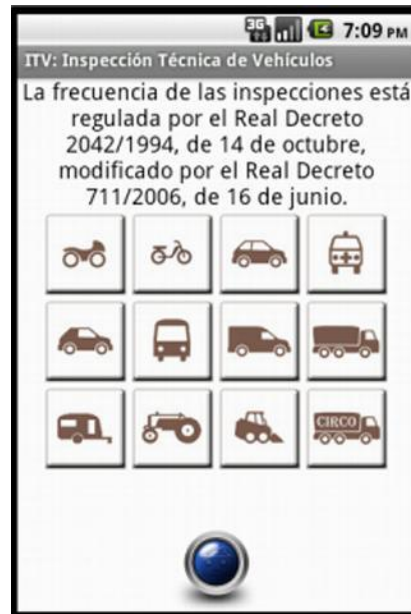 3G
7:09 PM
ITV: Inspección Técnica de Vehículos
La frecuencia de las inspecciones está
regulada por el Real Decreto
2042/1994, de 14 de octubre,
modificado por el Real Decreto
711/2006, de 16 de junio.
CIRCO